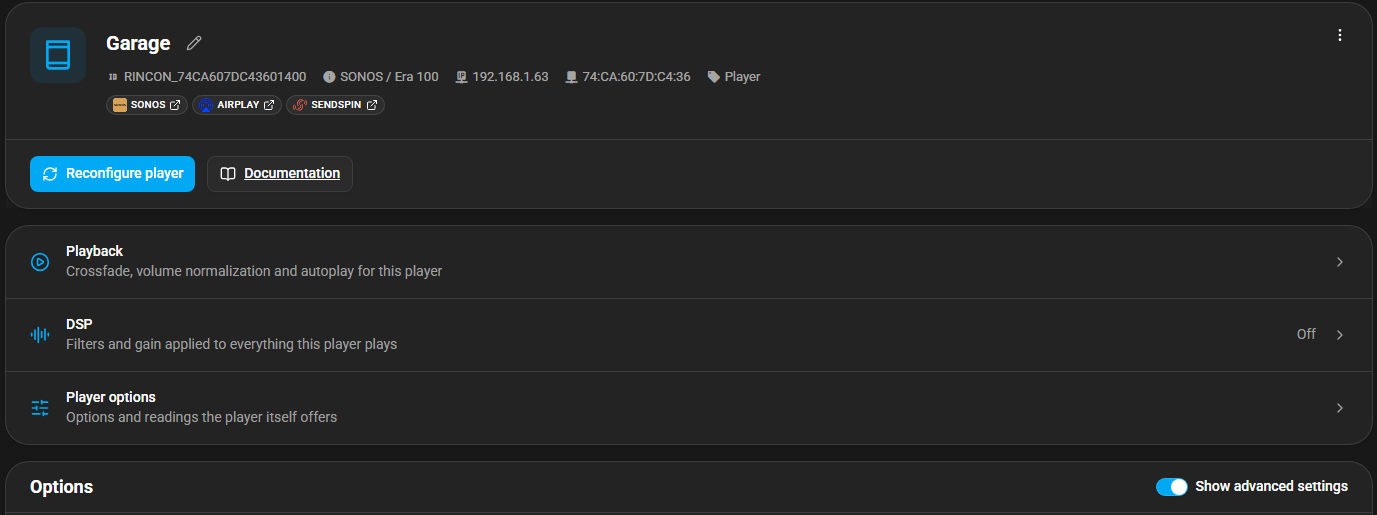 Garage
ID RINCON_74CA607DC43601400 SONOS / Era 100 IP 192.168.1.63 74:CA:60:7D:C4:36 Player
SONOS AIRPLAY SENDSPIN
Reconfigure player Documentation
Playback
Crossfade, volume normalization and autoplay for this player
DSP
Filters and gain applied to everything this player plays
Off
Player options
Options and readings the player itself offers
Options Show advanced settings